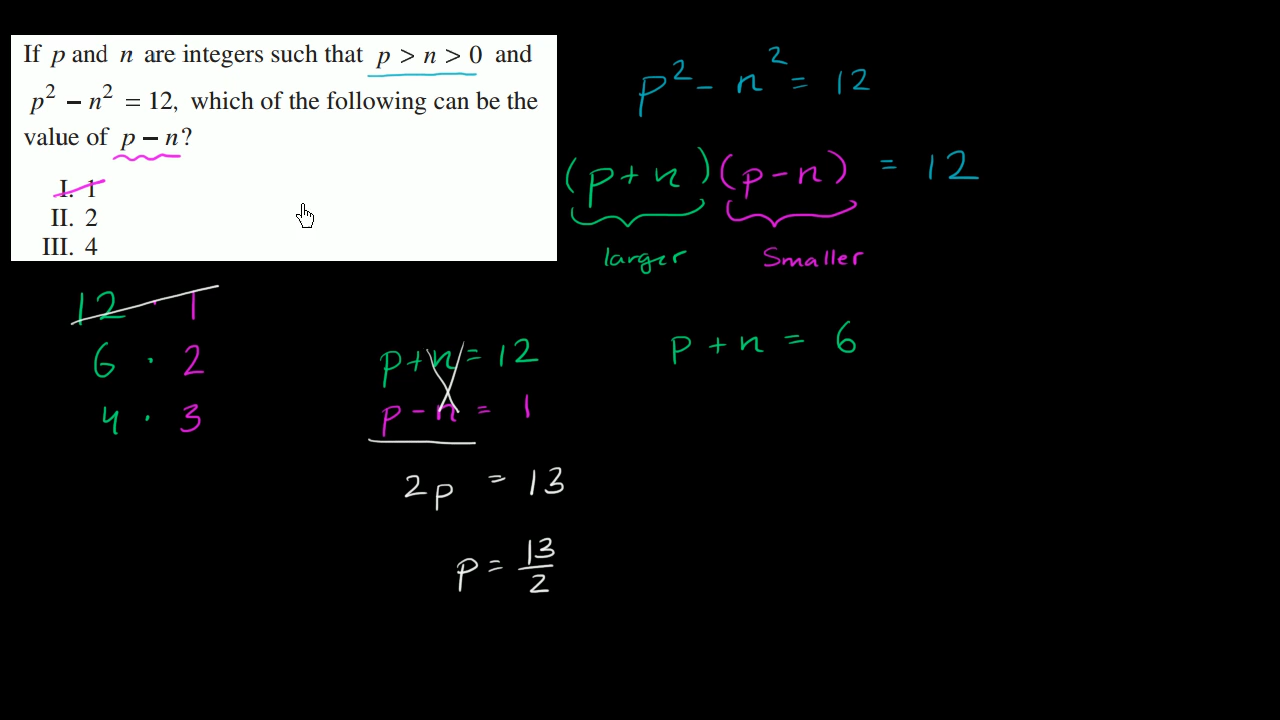 If p and n are integers such that p > n > 0 and
p² − n² = 12, which of the following can be the
value of p − n?
I. 1
II. 2
III. 4
p² - n² = 12
(p+n)(p-n) = 12
larger
Smaller
12 · 1
6 · 2
4 · 3
p+n = 12
p-n = 1
2p = 13
p = 13/2
p + n = 6